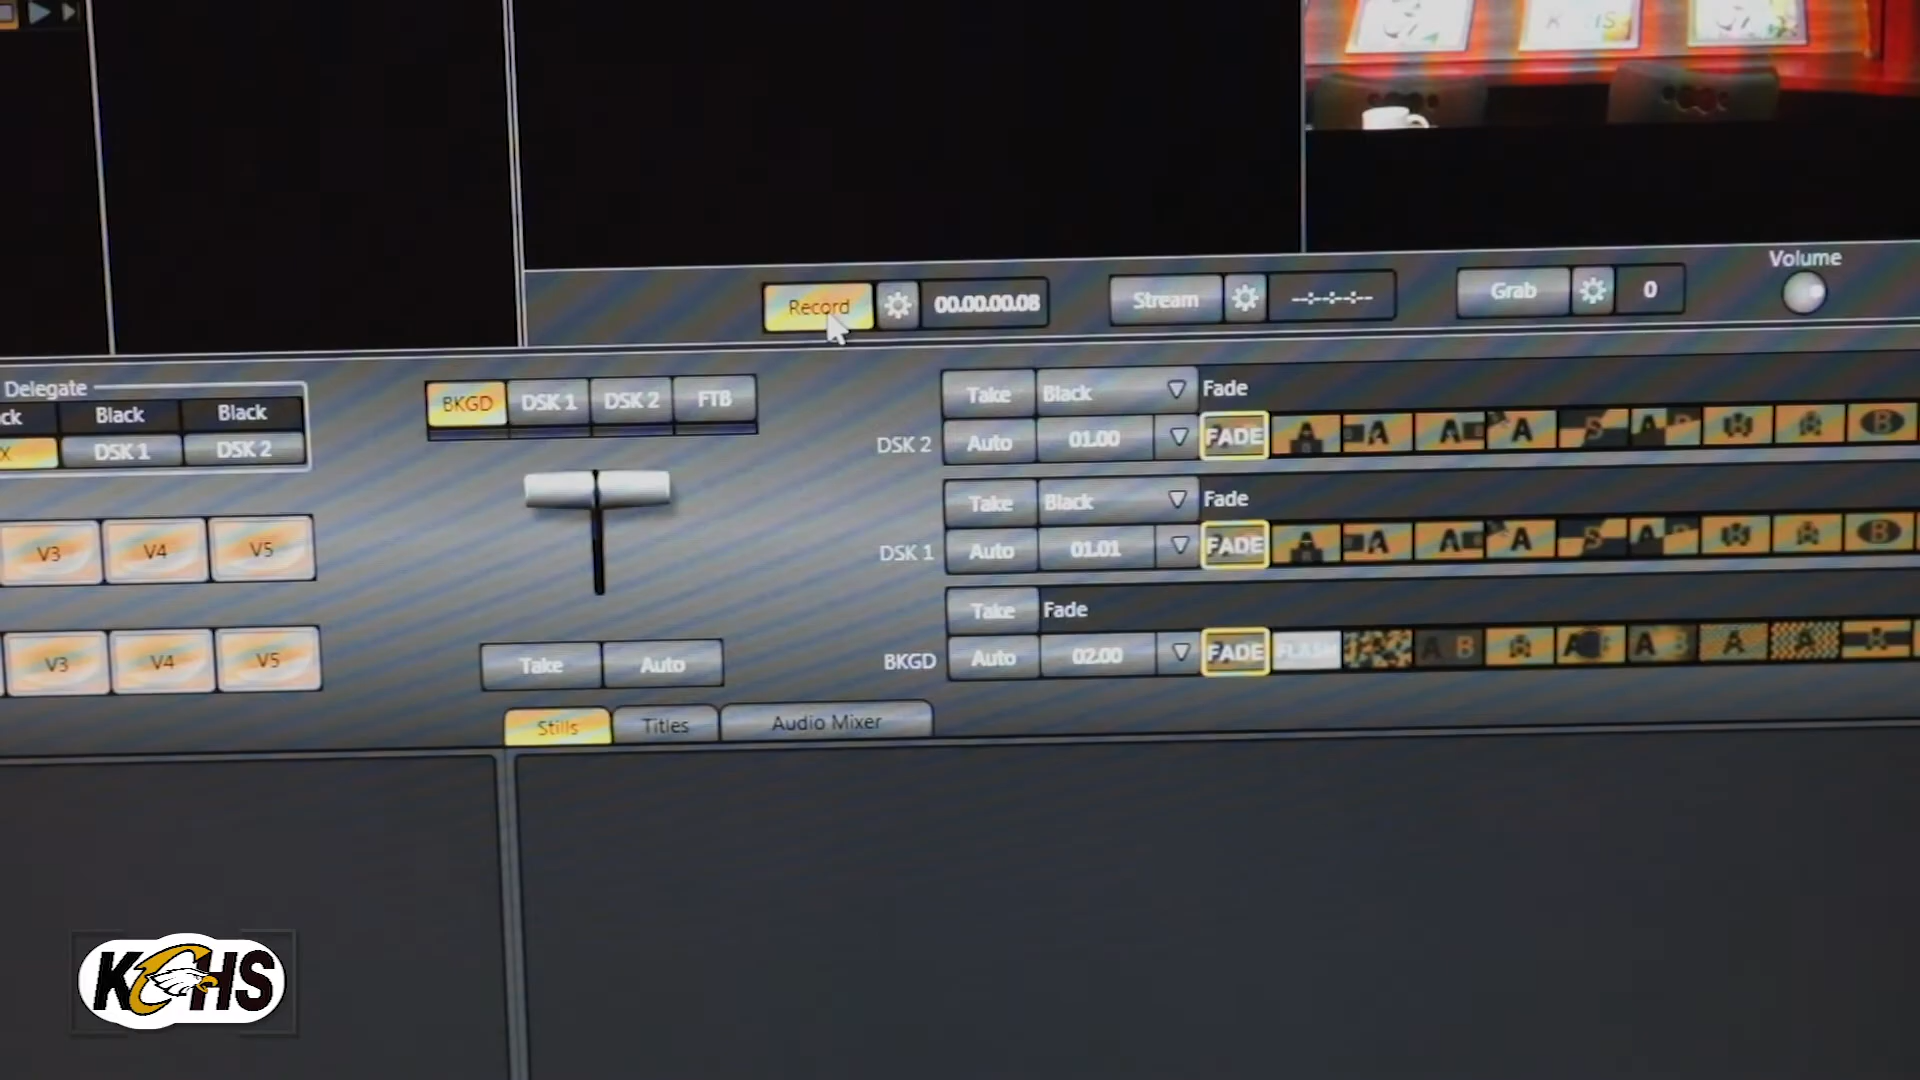 KCHS
Record
00.00.00.08
Stream
--:--:--:--
Grab
0
Volume
Delegate
ck
Black
Black
X
DSK 1
DSK 2
BKGD
DSK 1
DSK 2
FTB
DSK 2
Take
Black
Fade
Auto
01.00
FADE
A
A
A
A
A
B
DSK 1
Take
Black
Fade
Auto
01.01
FADE
A
A
A
A
A
B
V3
V4
V5
V3
V4
V5
Take
Auto
BKGD
Take
Fade
Auto
02.00
FADE
FLASH
A B
A
A
A
Stills
Titles
Audio Mixer
KCHS